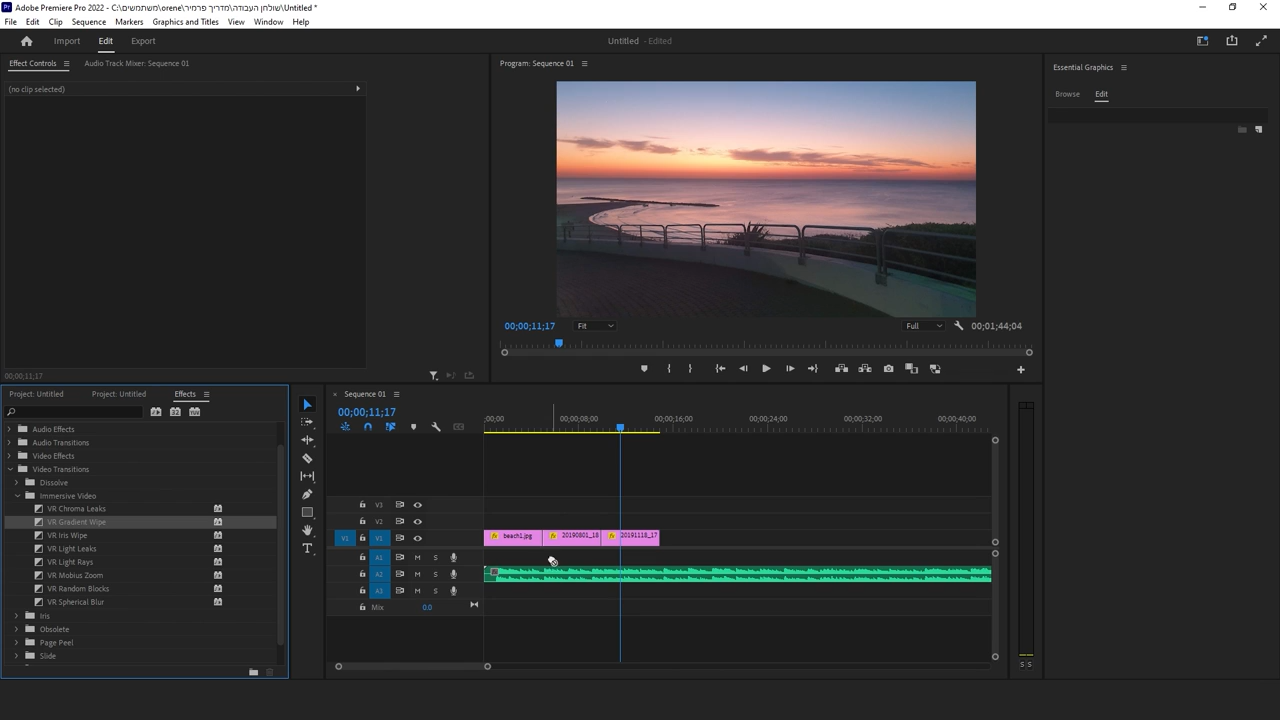 Adobe Premiere Pro 2022 - C:\משתמשים\orene\שולחן העבודה\מדריך פרמייר\Untitled *
File Edit Clip Sequence Markers Graphics and Titles View Window Help
Import Edit Export
Untitled - Edited
Effect Controls Audio Track Mixer: Sequence 01
(no clip selected)
00;00;11;17
Program: Sequence 01
00;00;11;17 Fit Full 00;01;44;04
Essential Graphics
Browse Edit
Project: Untitled Project: Untitled Effects
Audio Effects
Audio Transitions
Video Effects
Video Transitions
Dissolve
Immersive Video
VR Chroma Leaks
VR Gradient Wipe
VR Iris Wipe
VR Light Leaks
VR Light Rays
VR Mobius Zoom
VR Random Blocks
VR Spherical Blur
Iris
Obsolete
Page Peel
Slide
× Sequence 01
00;00;11;17
;00;00 00;00;08;00 00;00;16;00 00;00;24;00 00;00;32;00 00;00;40;00
V3
V2
V1 V1 fx beach1.jpg fx 20190801_18 fx 20191118_17
A1 M S
A2 M S
A3 M S
Mix 0.0
S S